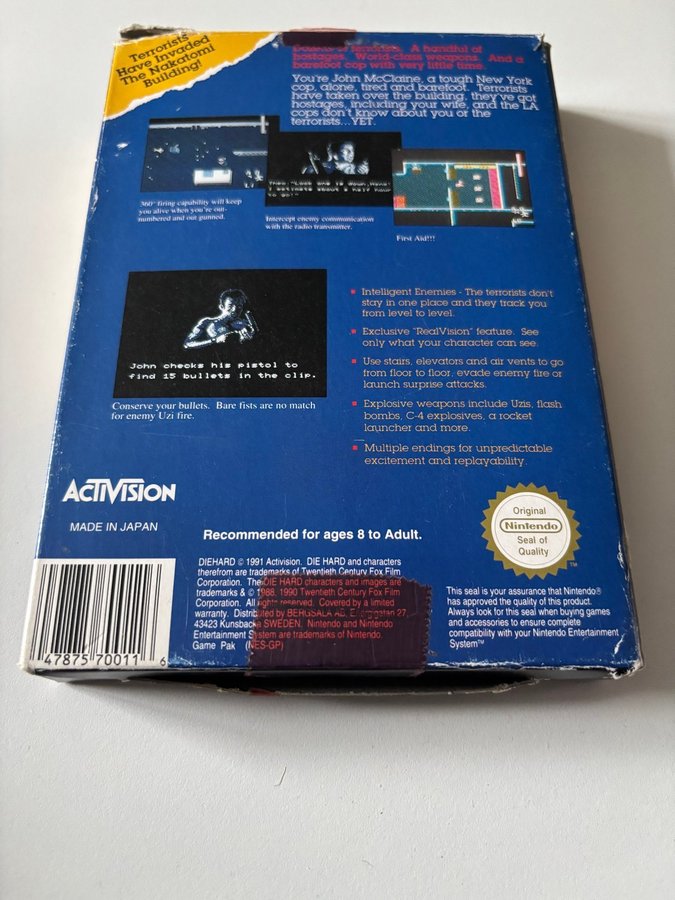 Terrorists
Have Invaded
The Nakatomi
Building!
terrorists. A handful of
hostages. World-class weapons. And a
barefoot cop with very little time.
You're John McClaine, a tough New York
cop, alone, tired and barefoot. Terrorists
have taken over the building, they've got
hostages, including your wife, and the LA
cops don't know about you or the
terrorists...YET.
360° firing capability will keep
you alive when you're out-
numbered and out gunned.
Intercept enemy communication
with the radio transmitter.
First Aid!!!
John checks his pistol to
find 15 bullets in the clip.
Conserve your bullets. Bare fists are no match
for enemy Uzi fire.
Intelligent Enemies - The terrorists don't
stay in one place and they track you
from level to level.
Exclusive "RealVision" feature. See
only what your character can see.
Use stairs, elevators and air vents to go
from floor to floor, evade enemy fire or
launch surprise attacks.
Explosive weapons include Uzis, flash
bombs, C-4 explosives, a rocket
launcher and more.
Multiple endings for unpredictable
excitement and replayability.
ACTIVISION
MADE IN JAPAN
Recommended for ages 8 to Adult.
Original
Nintendo
Seal of
Quality
TM
DIEHARD © 1991 Activision. DIE HARD and characters
therefrom are trademarks of Twentieth Century Fox Film
Corporation. The DIE HARD characters and images are
trademarks & © 1988, 1990 Twentieth Century Fox Film
Corporation. All rights reserved. Covered by a limited
warranty. Distributed by BERGSALA AB, 27,
43423 Kunsbacka SWEDEN. Nintendo and Nintendo
Entertainment System are trademarks of Nintendo.
Game Pak (NES-GP)
This seal is your assurance that Nintendo®
has approved the quality of this product.
Always look for this seal when buying games
and accessories to ensure complete
compatibility with your Nintendo Entertainment
System™
47875 70011 6